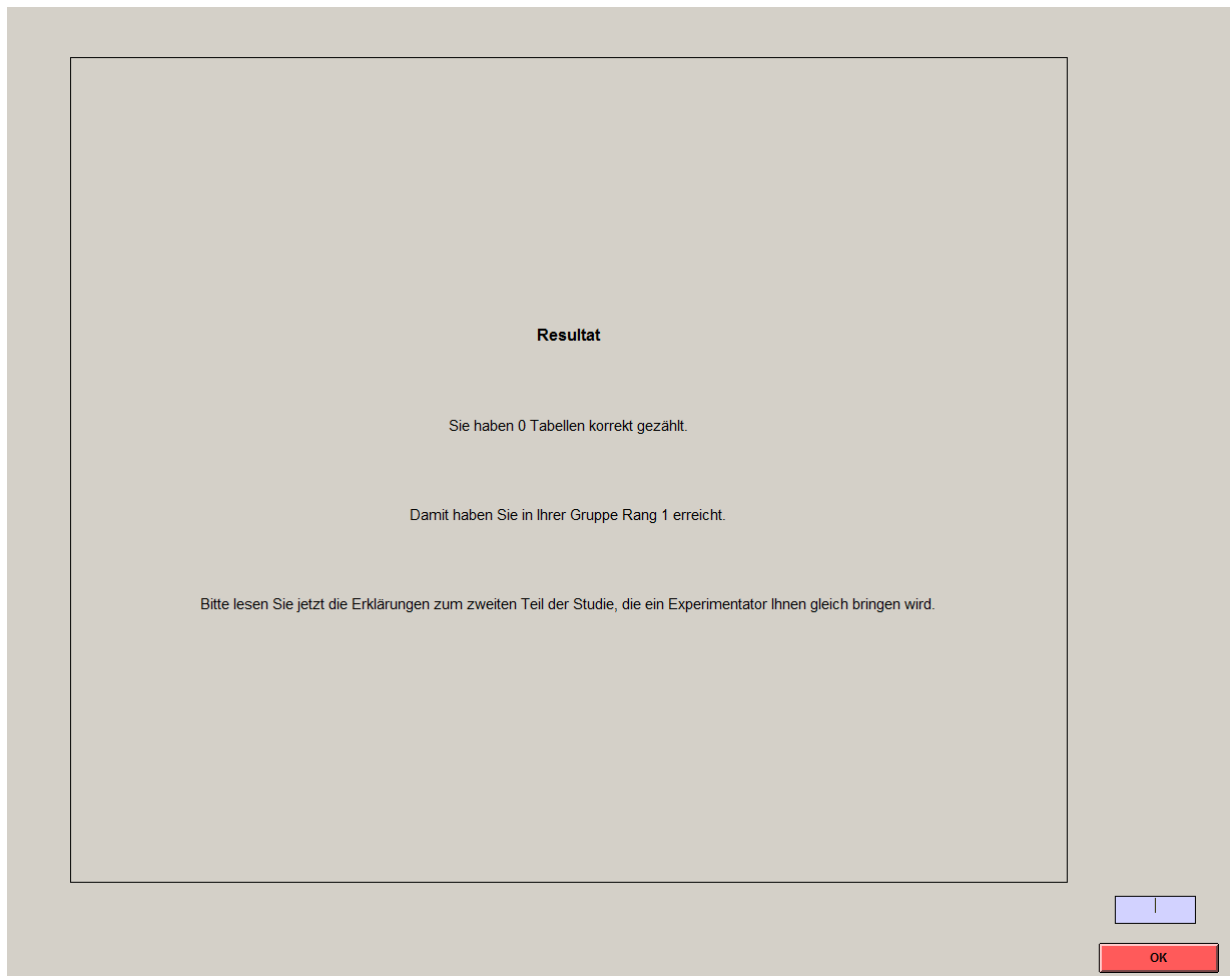 Resultat
Sie haben 0 Tabellen korrekt gezählt.
Damit haben Sie in Ihrer Gruppe Rang 1 erreicht.
Bitte lesen Sie jetzt die Erklärungen zum zweiten Teil der Studie, die ein Experimentator Ihnen gleich bringen wird.
OK